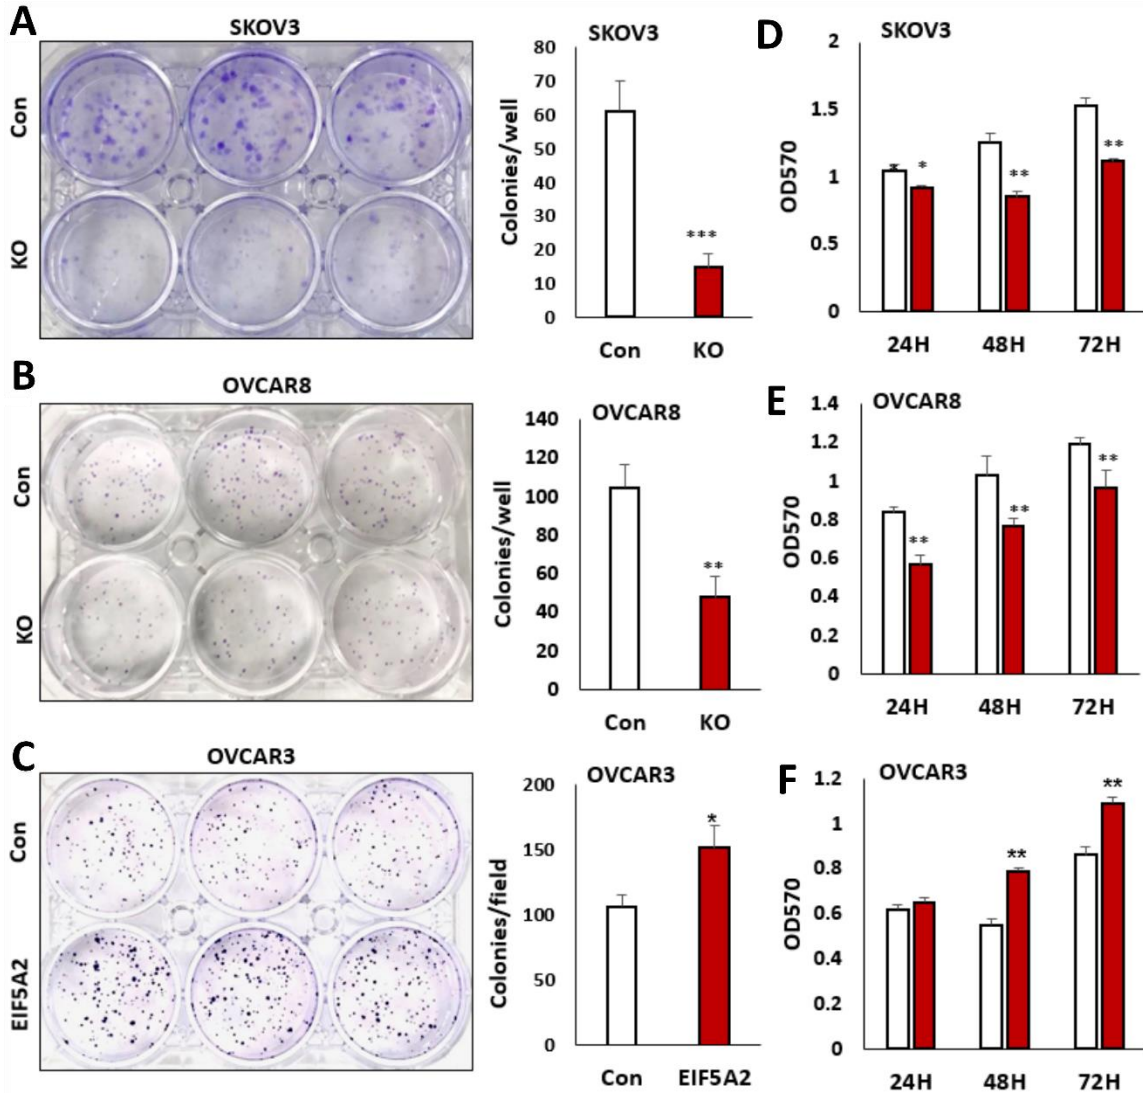 A
SKOV3
Con
KO
SKOV3
Colonies/well
80
70
60
50
40
30
20
10
0
***
Con KO
D
SKOV3
OD570
2
1.5
1
0.5
0
*
**
**
24H 48H 72H
B
OVCAR8
Con
KO
OVCAR8
Colonies/well
140
120
100
80
60
40
20
0
**
Con KO
E
OVCAR8
OD570
1.4
1.2
1
0.8
0.6
0.4
0.2
0
**
**
**
24H 48H 72H
C
OVCAR3
Con
EIF5A2
OVCAR3
Colonies/field
200
150
100
50
0
*
Con EIF5A2
F
OVCAR3
OD570
1.2
1
0.8
0.6
0.4
0.2
0
**
**
24H 48H 72H